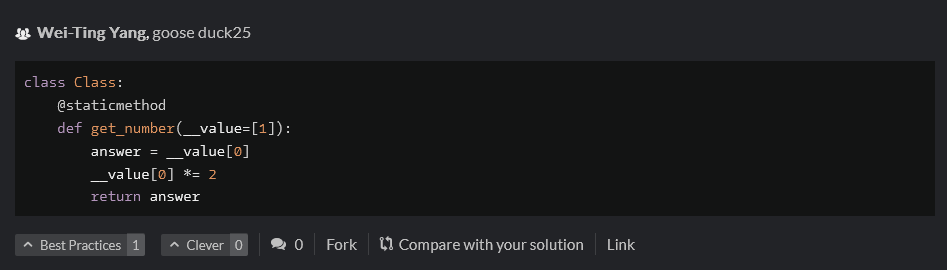 Wei-Ting Yang, goose duck25
class Class:
    @staticmethod
    def get_number(__value=[1]):
        answer = __value[0]
        __value[0] *= 2
        return answer
Best Practices 1 Clever 0 0 Fork Compare with your solution Link